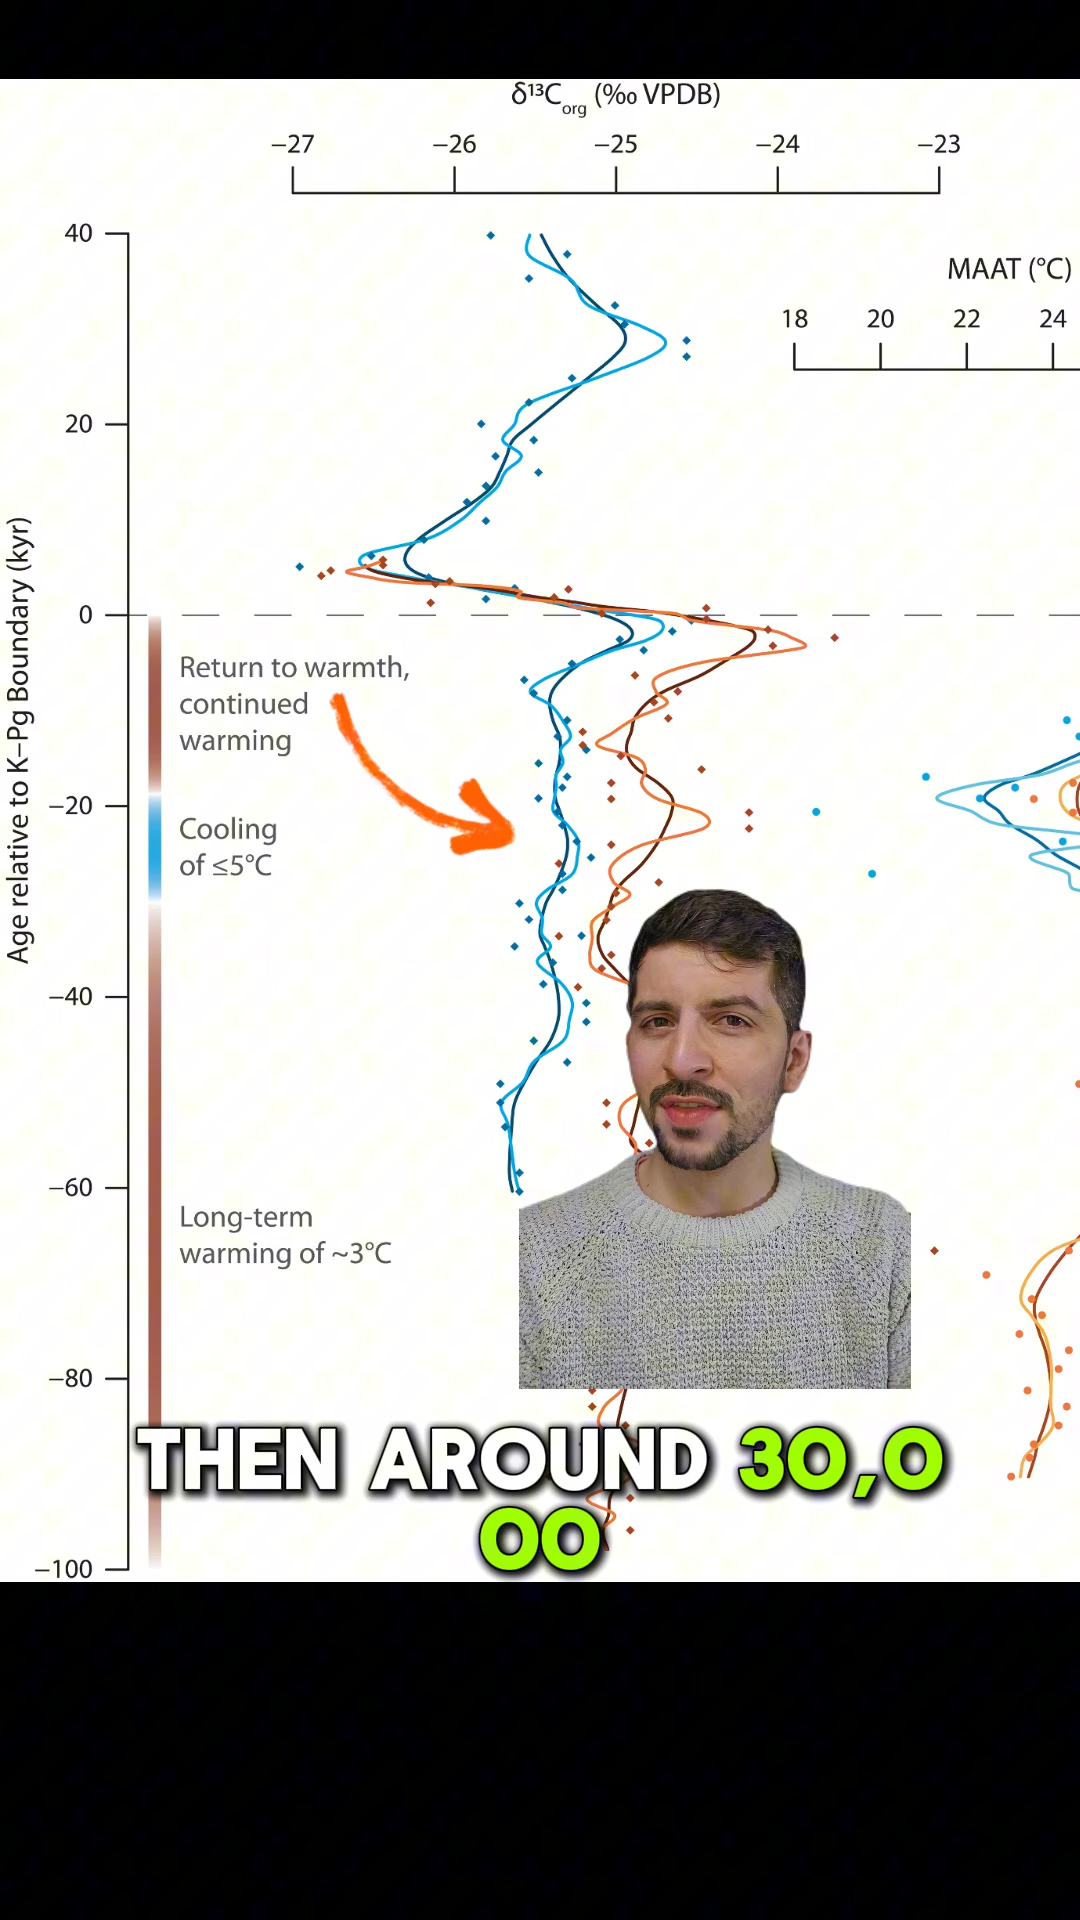 δ¹³Corg (‰ VPDB)
−27 −26 −25 −24 −23
40
MAAT (°C)
18 20 22 24
20
Age relative to K–Pg Boundary (kyr)
0
Return to warmth,
continued
warming
−20
Cooling
of ≤5°C
−40
−60
Long-term
warming of ~3°C
−80
THEN AROUND 30,0
00
−100